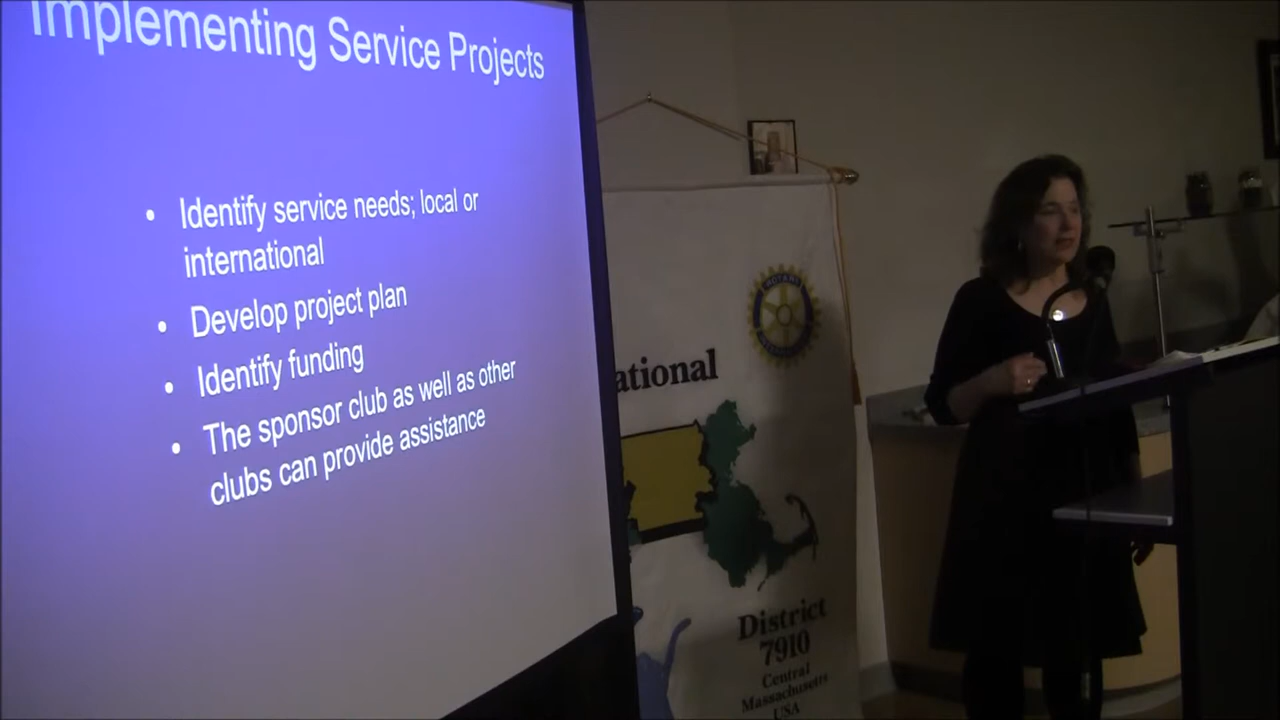 Implementing Service Projects
• Identify service needs; local or
international
• Develop project plan
• Identify funding
• The sponsor club as well as other
clubs can provide assistance
ational
ROTARY
District
7910
Central
Massachusetts
USA